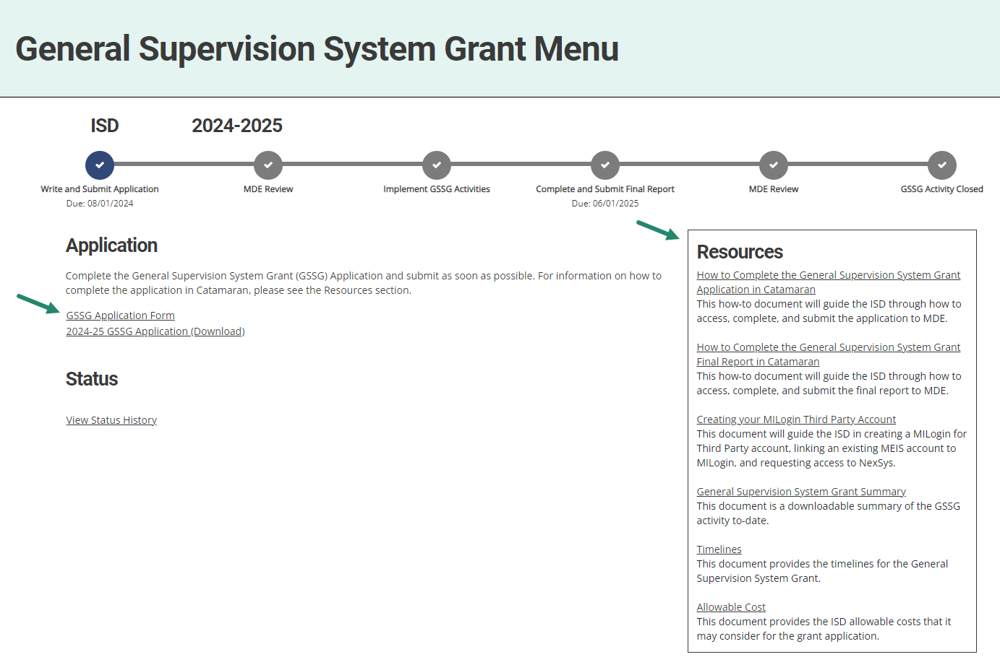 General Supervision System Grant Menu
ISD 2024-2025
Write and Submit Application
Due: 08/01/2024
MDE Review
Implement GSSG Activities
Complete and Submit Final Report
Due: 06/01/2025
MDE Review
GSSG Activity Closed
Application
Complete the General Supervision System Grant (GSSG) Application and submit as soon as possible. For information on how to
complete the application in Catamaran, please see the Resources section.
GSSG Application Form
2024-25 GSSG Application (Download)
Status
View Status History
Resources
How to Complete the General Supervision System Grant
Application in Catamaran
This how-to document will guide the ISD through how to
access, complete, and submit the application to MDE.
How to Complete the General Supervision System Grant
Final Report in Catamaran
This how-to document will guide the ISD through how to
access, complete, and submit the final report to MDE.
Creating your MILogin Third Party Account
This document will guide the ISD in creating a MILogin for
Third Party account, linking an existing MEIS account to
MILogin, and requesting access to NexSys.
General Supervision System Grant Summary
This document is a downloadable summary of the GSSG
activity to-date.
Timelines
This document provides the timelines for the General
Supervision System Grant.
Allowable Cost
This document provides the ISD allowable costs that it
may consider for the grant application.